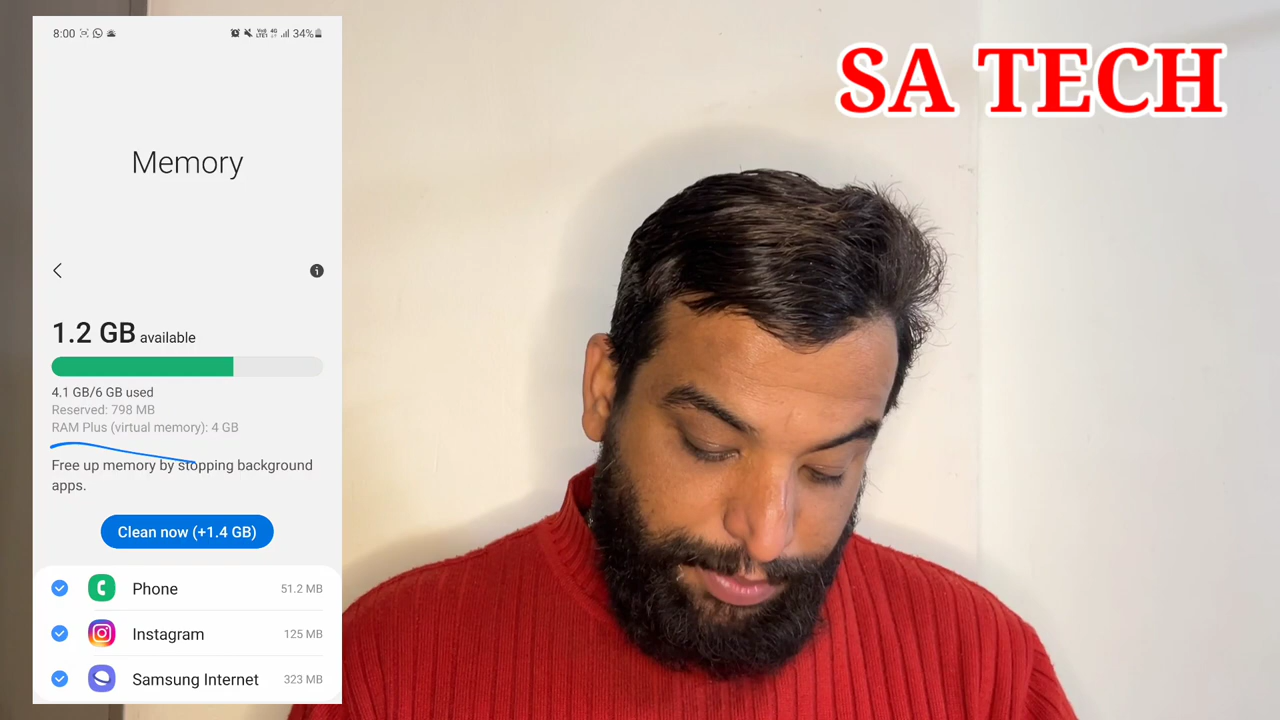 8:00
VoLTE1 4G 34%
SA TECH
Memory
1.2 GB available
4.1 GB/6 GB used
Reserved: 798 MB
RAM Plus (virtual memory): 4 GB
Free up memory by stopping background
apps.
Clean now (+1.4 GB)
Phone 51.2 MB
Instagram 125 MB
Samsung Internet 323 MB